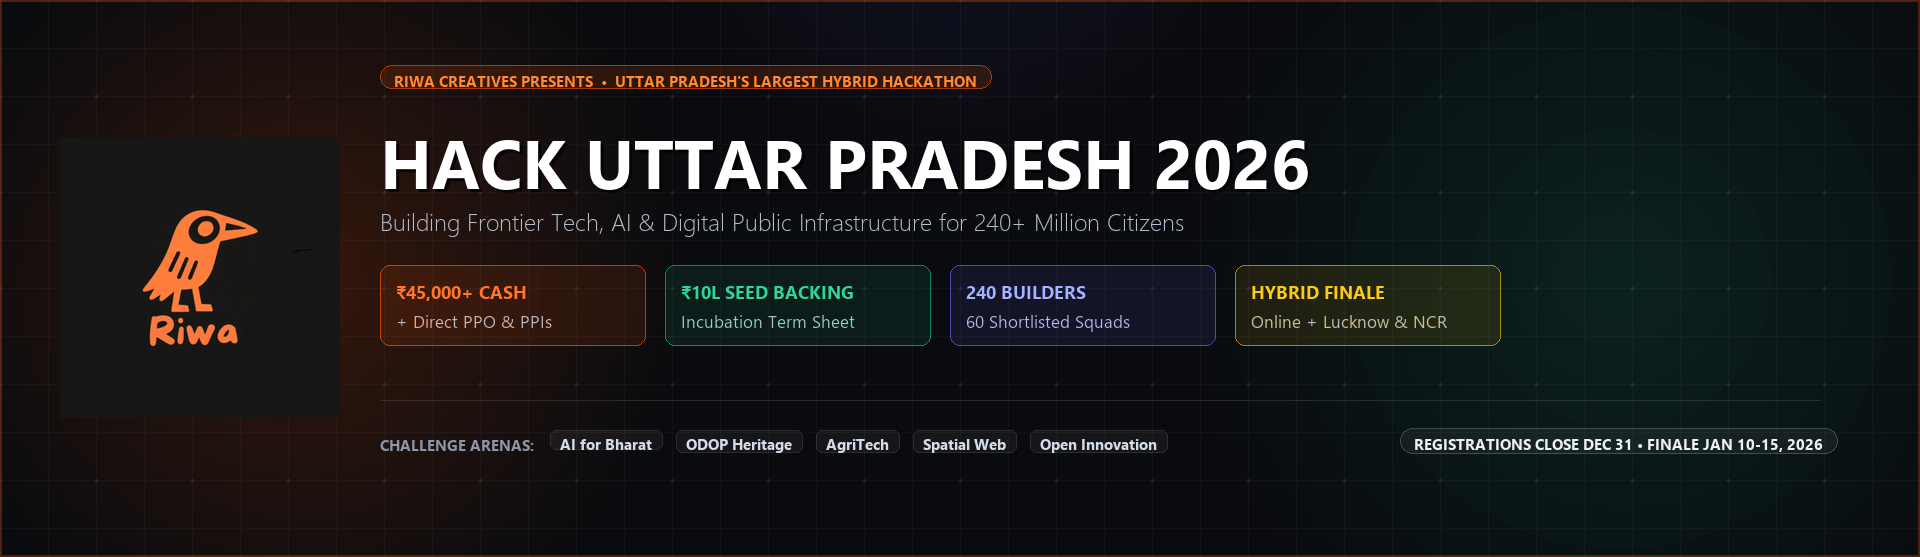 RIWA CREATIVES PRESENTS • UTTAR PRADESH'S LARGEST HYBRID HACKATHON
HACK UTTAR PRADESH 2026
Building Frontier Tech, AI & Digital Public Infrastructure for 240+ Million Citizens
Riwa
₹45,000+ CASH
+ Direct PPO & PPIs
₹10L SEED BACKING
Incubation Term Sheet
240 BUILDERS
60 Shortlisted Squads
HYBRID FINALE
Online + Lucknow & NCR
CHALLENGE ARENAS: AI for Bharat ODOP Heritage AgriTech Spatial Web Open Innovation
REGISTRATIONS CLOSE DEC 31 • FINALE JAN 10-15, 2026